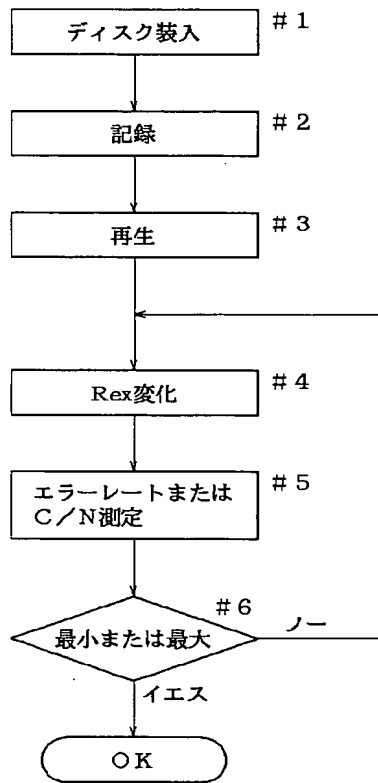 ディスク装入
#1
記録
#2
再生
#3
Rex変化
#4
エラーレートまたは
C/N測定
#5
#6
最小または最大
ノー
イエス
OK